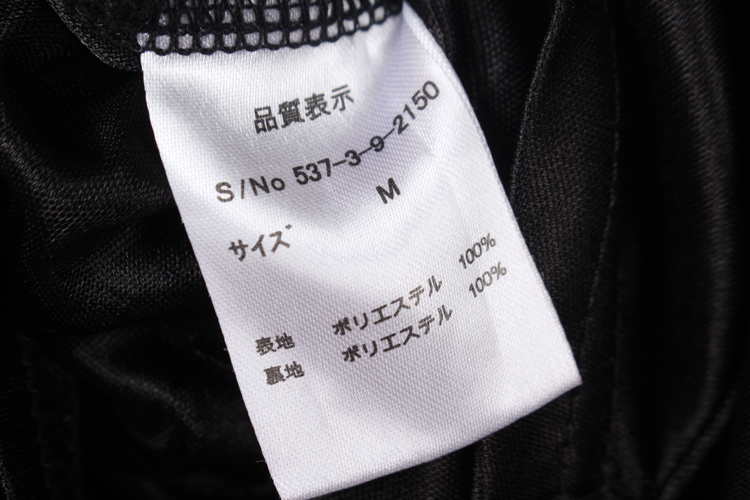 品質表示
S/No 537-3-9-2150
サイズ M
表地 ポリエステル 100%
裏地 ポリエステル 100%